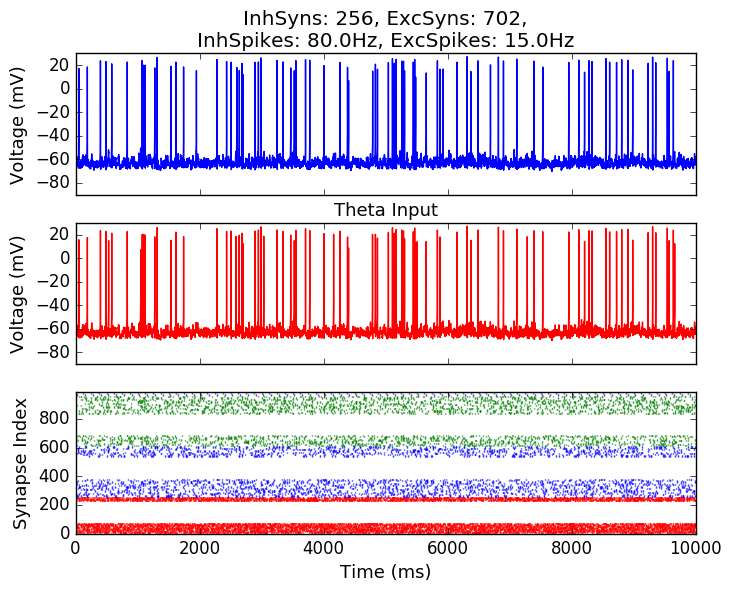 InhSyns: 256, ExcSyns: 702,
InhSpikes: 80.0Hz, ExcSpikes: 15.0Hz
Voltage (mV)
20
0
−20
−40
−60
−80
Theta Input
Voltage (mV)
20
0
−20
−40
−60
−80
Synapse Index
800
600
400
200
0
0 2000 4000 6000 8000 10000
Time (ms)